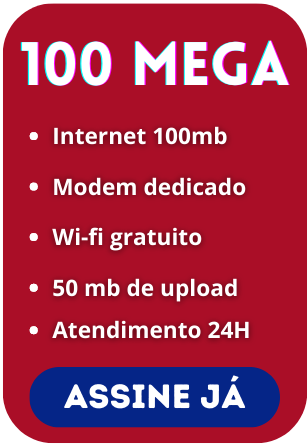 100 MEGA
• Internet 100mb
• Modem dedicado
• Wi-fi gratuito
• 50 mb de upload
• Atendimento 24H
ASSINE JÁ